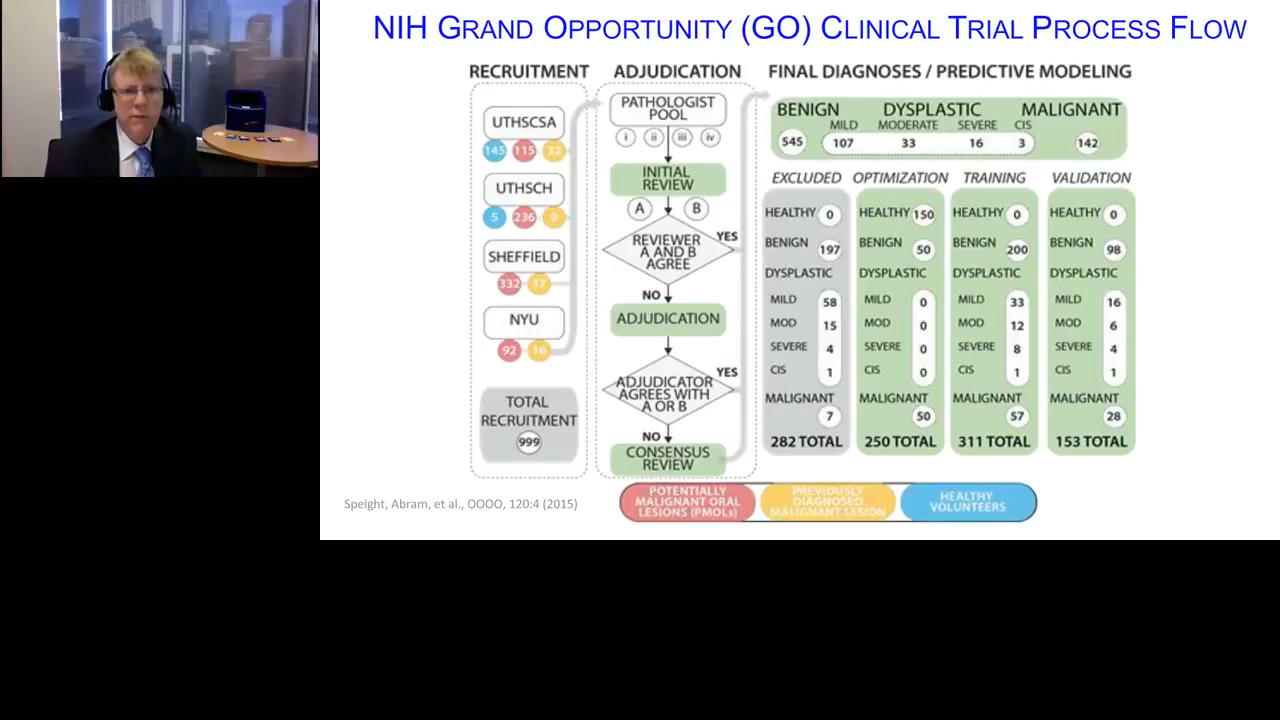 NIH GRAND OPPORTUNITY (GO) CLINICAL TRIAL PROCESS FLOW
RECRUITMENT
UTHSCSA
145 115 32
UTHSCH
5 236 9
SHEFFIELD
332 17
NYU
92 16
TOTAL
RECRUITMENT
999
ADJUDICATION
PATHOLOGIST
POOL
i ii iii iv
INITIAL
REVIEW
A B
REVIEWER
A AND B
AGREE
YES
NO
ADJUDICATION
ADJUDICATOR
AGREES WITH
A OR B
YES
NO
CONSENSUS
REVIEW
FINAL DIAGNOSES / PREDICTIVE MODELING
BENIGN DYSPLASTIC MALIGNANT
MILD MODERATE SEVERE CIS
545 107 33 16 3 142
EXCLUDED
HEALTHY 0
BENIGN 197
DYSPLASTIC
MILD 58
MOD 15
SEVERE 4
CIS 1
MALIGNANT
7
282 TOTAL
OPTIMIZATION
HEALTHY 150
BENIGN 50
DYSPLASTIC
MILD 0
MOD 0
SEVERE 0
CIS 0
MALIGNANT
50
250 TOTAL
TRAINING
HEALTHY 0
BENIGN 200
DYSPLASTIC
MILD 33
MOD 12
SEVERE 8
CIS 1
MALIGNANT
57
311 TOTAL
VALIDATION
HEALTHY 0
BENIGN 98
DYSPLASTIC
MILD 16
MOD 6
SEVERE 4
CIS 1
MALIGNANT
28
153 TOTAL
POTENTIALLY
MALIGNANT ORAL
LESIONS (PMOLs)
PREVIOUSLY
DIAGNOSED
MALIGNANT LESION
HEALTHY
VOLUNTEERS
Speight, Abram, et al., OOOO, 120:4 (2015)